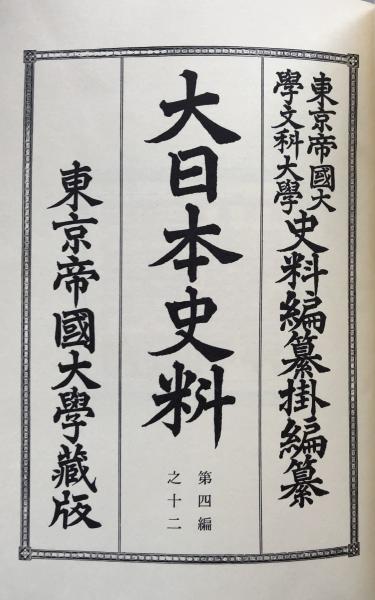 東京帝國大
學文科大學
史料編纂掛編纂
大日本史料
第四編
之十二
東京帝國大學藏版